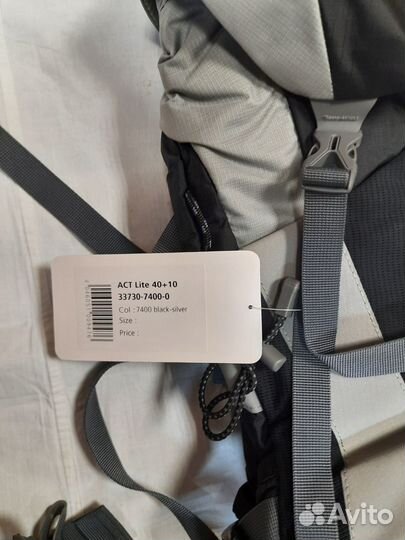 ACT Lite 40+10
33730-7400-0
Col : 7400 black-silver
Size :
Price :
Avito